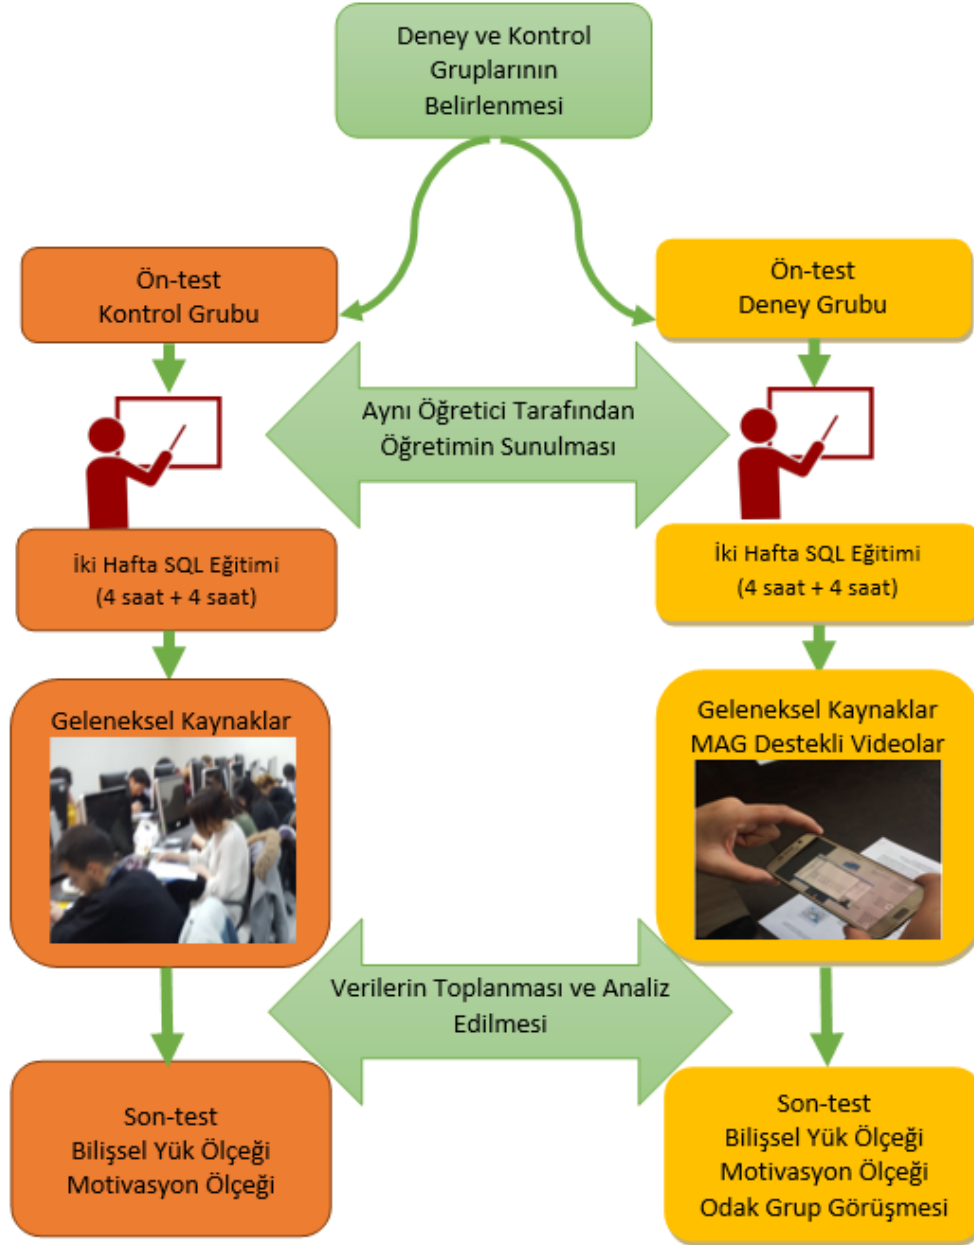 Deney ve Kontrol
Gruplarının
Belirlenmesi
Ön-test
Kontrol Grubu
Ön-test
Deney Grubu
Aynı Öğretici Tarafından
Öğretimin Sunulması
İki Hafta SQL Eğitimi
(4 saat + 4 saat)
İki Hafta SQL Eğitimi
(4 saat + 4 saat)
Geleneksel Kaynaklar
Geleneksel Kaynaklar
MAG Destekli Videolar
Verilerin Toplanması ve Analiz
Edilmesi
Son-test
Bilişsel Yük Ölçeği
Motivasyon Ölçeği
Son-test
Bilişsel Yük Ölçeği
Motivasyon Ölçeği
Odak Grup Görüşmesi